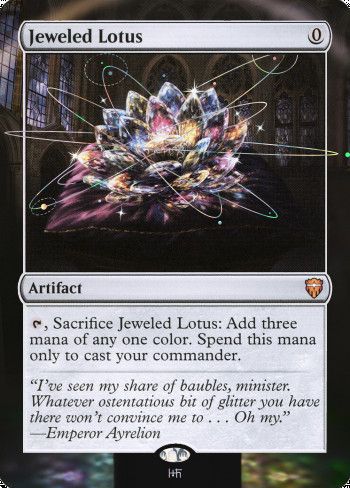 Jeweled Lotus 0
Artifact
, Sacrifice Jeweled Lotus: Add three
mana of any one color. Spend this mana
only to cast your commander.
“I’ve seen my share of baubles, minister.
Whatever ostentatious bit of glitter you have
there won’t convince me to . . . Oh my.”
—Emperor Ayrelion